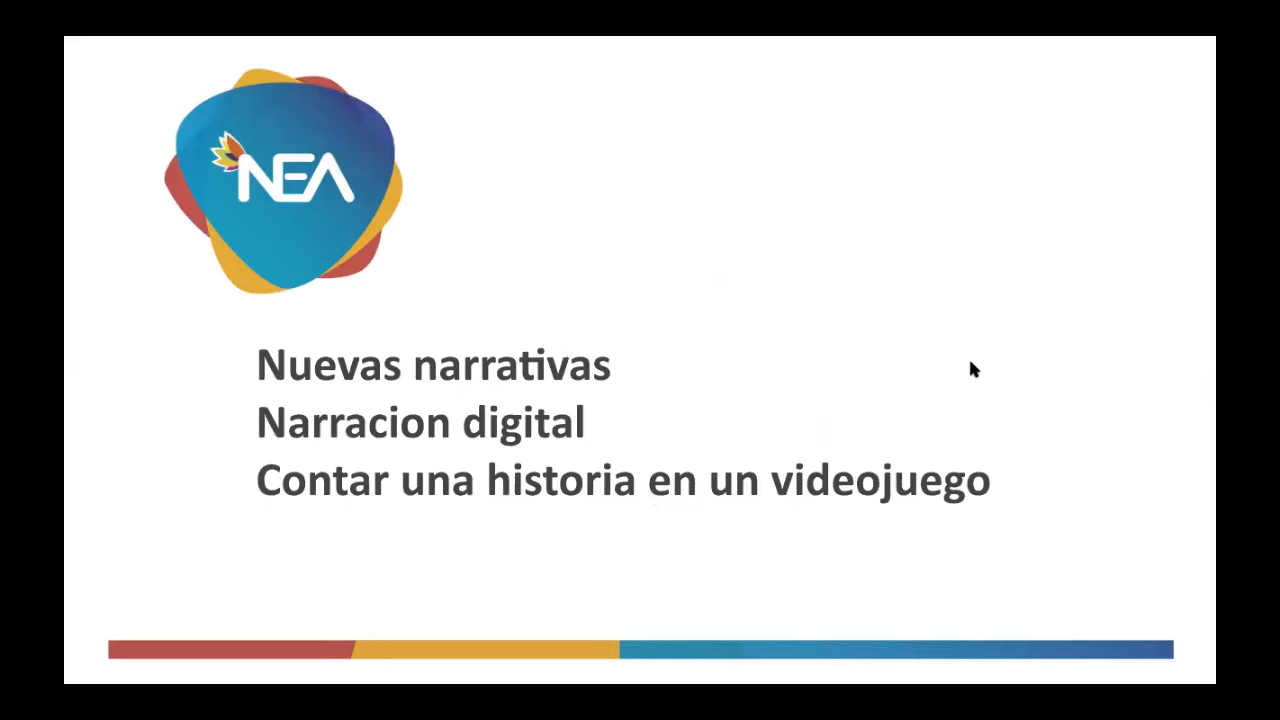 NEA
Nuevas narrativas
Narracion digital
Contar una historia en un videojuego